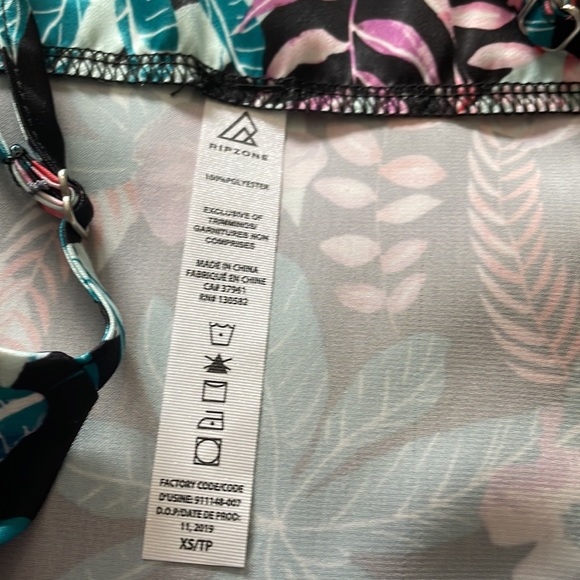 RIPZONE
100%POLYESTER
EXCLUSIVE OF
TRIMMINGS/
GARNITURES NON
COMPRISES
MADE IN CHINA
FABRIQUÉ EN CHINE
CA# 37961
RN# 130582
FACTORY CODE/CODE
D'USINE: 911148-007
D.O.P/DATE DE PROD:
11, 2019
XS/TP